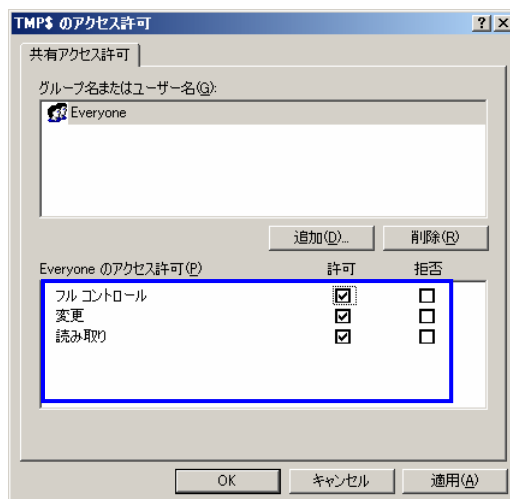 TMP$ のアクセス許可
共有アクセス許可
グループ名またはユーザー名(G):
Everyone
追加(D)...
削除(R)
Everyone のアクセス許可(P)
許可
拒否
フル コントロール
変更
読み取り
OK
キャンセル
適用(A)